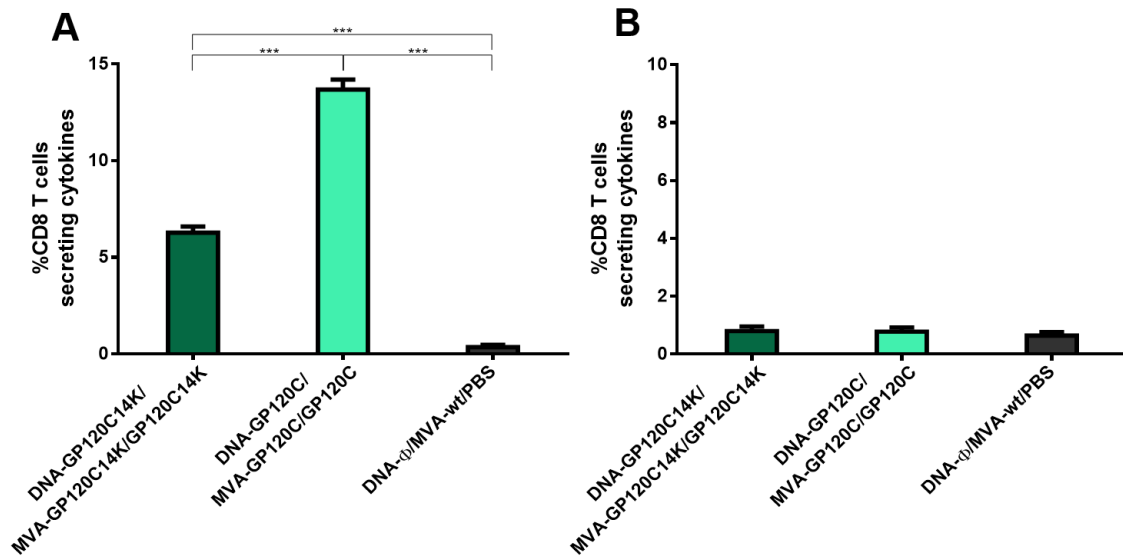 A
***
***
***
15
10
5
0
%CD8 T cells
secreting cytokines
DNA-GP120C14K/
MVA-GP120C14K/GP120C14K
DNA-GP120C/
MVA-GP120C/GP120C
DNA-Φ/MVA-wt/PBS
B
10
8
6
4
2
0
%CD8 T cells
secreting cytokines
DNA-GP120C14K/
MVA-GP120C14K/GP120C14K
DNA-GP120C/
MVA-GP120C/GP120C
DNA-Φ/MVA-wt/PBS